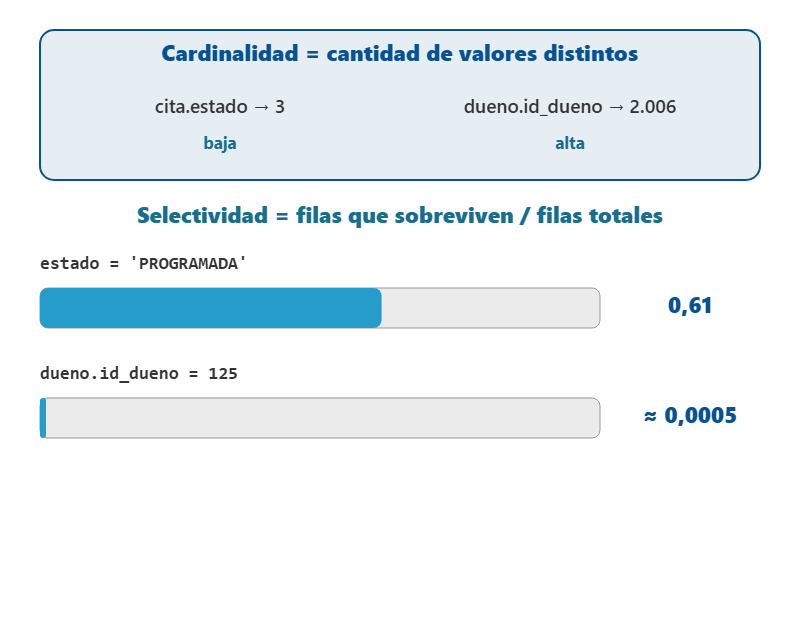 Cardinalidad = cantidad de valores distintos
cita.estado → 3
dueno.id_dueno → 2.006
baja
alta
Selectividad = filas que sobreviven / filas totales
estado = 'PROGRAMADA'
0,61
dueno.id_dueno = 125
≈ 0,0005